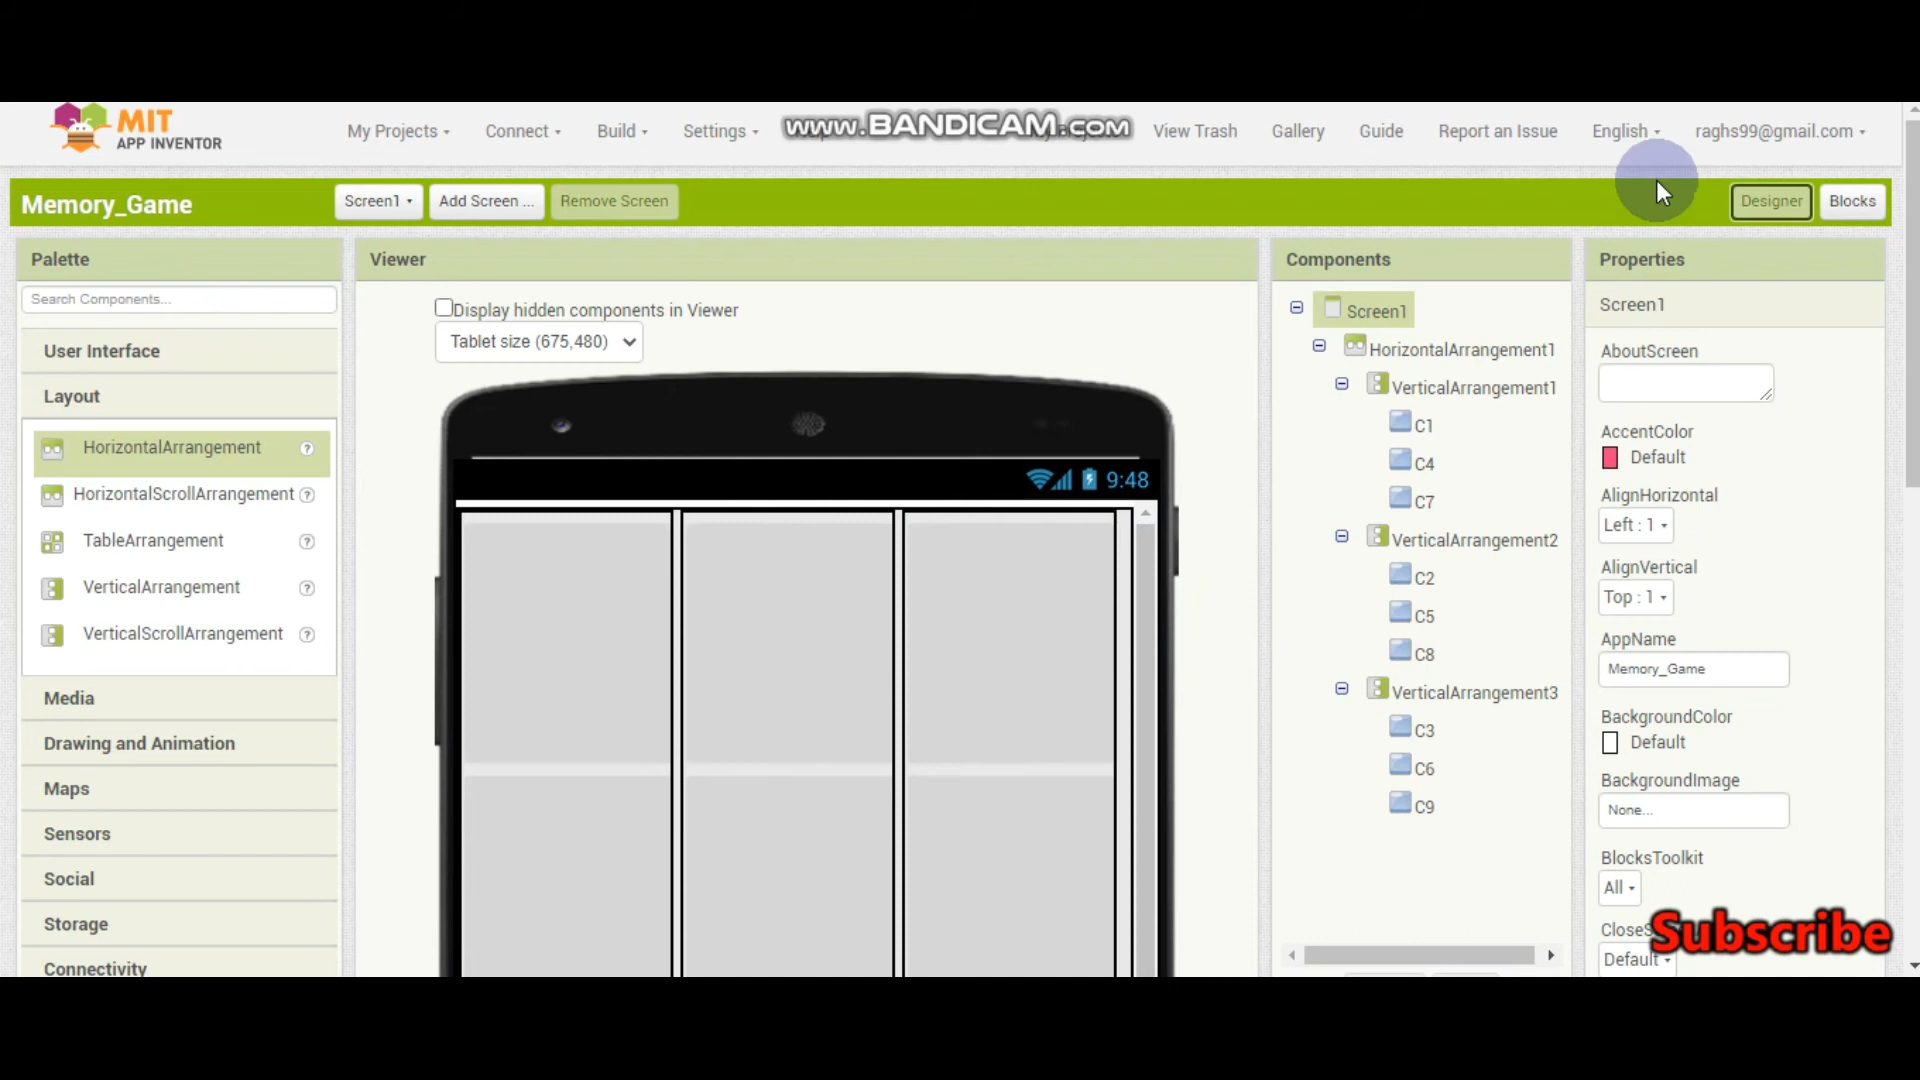 MIT
APP INVENTOR
My Projects
Connect
Build
Settings
www.BANDICAM.com
View Trash
Gallery
Guide
Report an Issue
English
raghs99@gmail.com
Memory_Game
Screen1
Add Screen ...
Remove Screen
Designer
Blocks
Palette
Search Components...
User Interface
Layout
HorizontalArrangement
HorizontalScrollArrangement
TableArrangement
VerticalArrangement
VerticalScrollArrangement
Media
Drawing and Animation
Maps
Sensors
Social
Storage
Connectivity
Viewer
Display hidden components in Viewer
Tablet size (675,480)
9:48
Components
Screen1
HorizontalArrangement1
VerticalArrangement1
C1
C4
C7
VerticalArrangement2
C2
C5
C8
VerticalArrangement3
C3
C6
C9
Properties
Screen1
AboutScreen
AccentColor
Default
AlignHorizontal
Left : 1
AlignVertical
Top : 1
AppName
Memory_Game
BackgroundColor
Default
BackgroundImage
None...
BlocksToolkit
All
Default
Subscribe